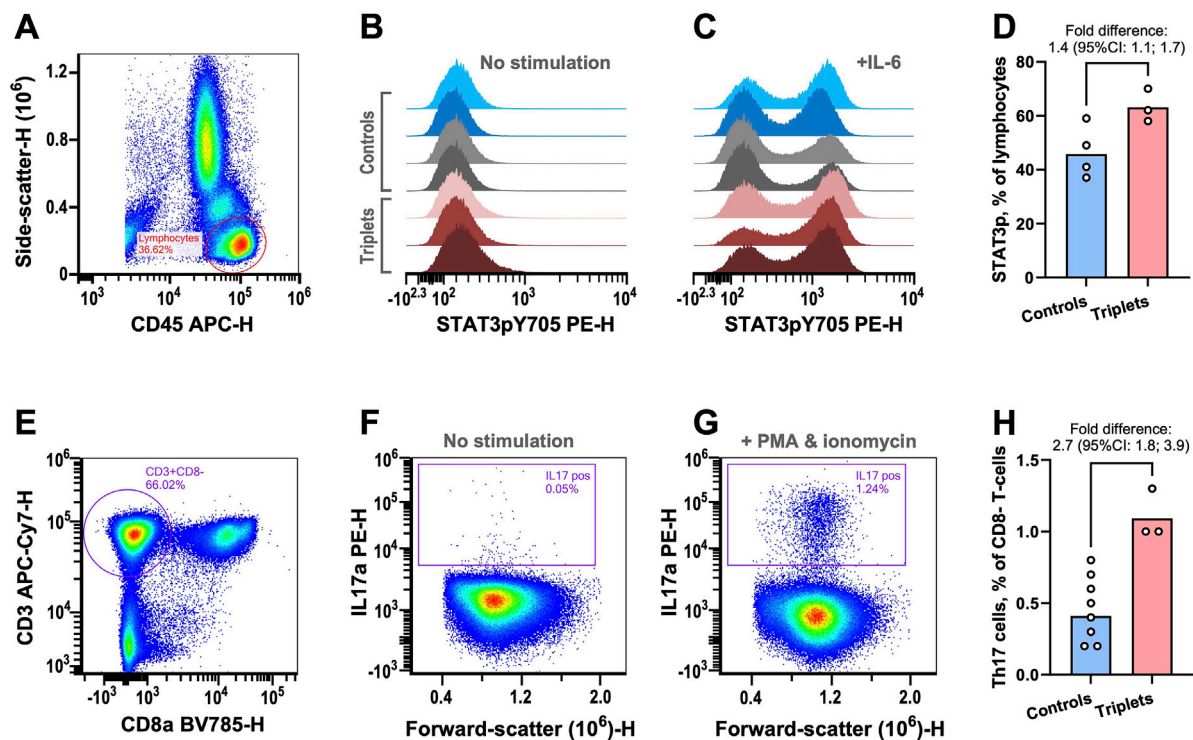 A
Side-scatter-H (10⁶)
1.2
0.8
0.4
0
Lymphocytes
36.62%
10³
10⁴
10⁵
10⁶
CD45 APC-H
B
No stimulation
Controls
Triplets
-10²·³
10²
10³
10⁴
STAT3pY705 PE-H
C
+IL-6
-10²·³
10²
10³
10⁴
STAT3pY705 PE-H
D
Fold difference:
1.4 (95%CI: 1.1; 1.7)
STAT3p, % of lymphocytes
80
60
40
20
0
Controls
Triplets
E
CD3 APC-Cy7-H
10⁶
10⁵
10⁴
10³
CD3+CD8-
66.02%
-10³
10³
10⁴
10⁵
10⁶
CD8a BV785-H
F
No stimulation
IL17a PE-H
10⁶
10⁵
10³
-10³
IL17 pos
0.05%
0.4
1.2
2.0
Forward-scatter (10⁶)-H
G
+ PMA & ionomycin
IL17a PE-H
10⁶
10⁵
10³
-10³
IL17 pos
1.24%
0.4
1.2
2.0
Forward-scatter (10⁶)-H
H
Fold difference:
2.7 (95%CI: 1.8; 3.9)
Th17 cells, % of CD8- T-cells
1.5
1.0
0.5
0.0
Controls
Triplets